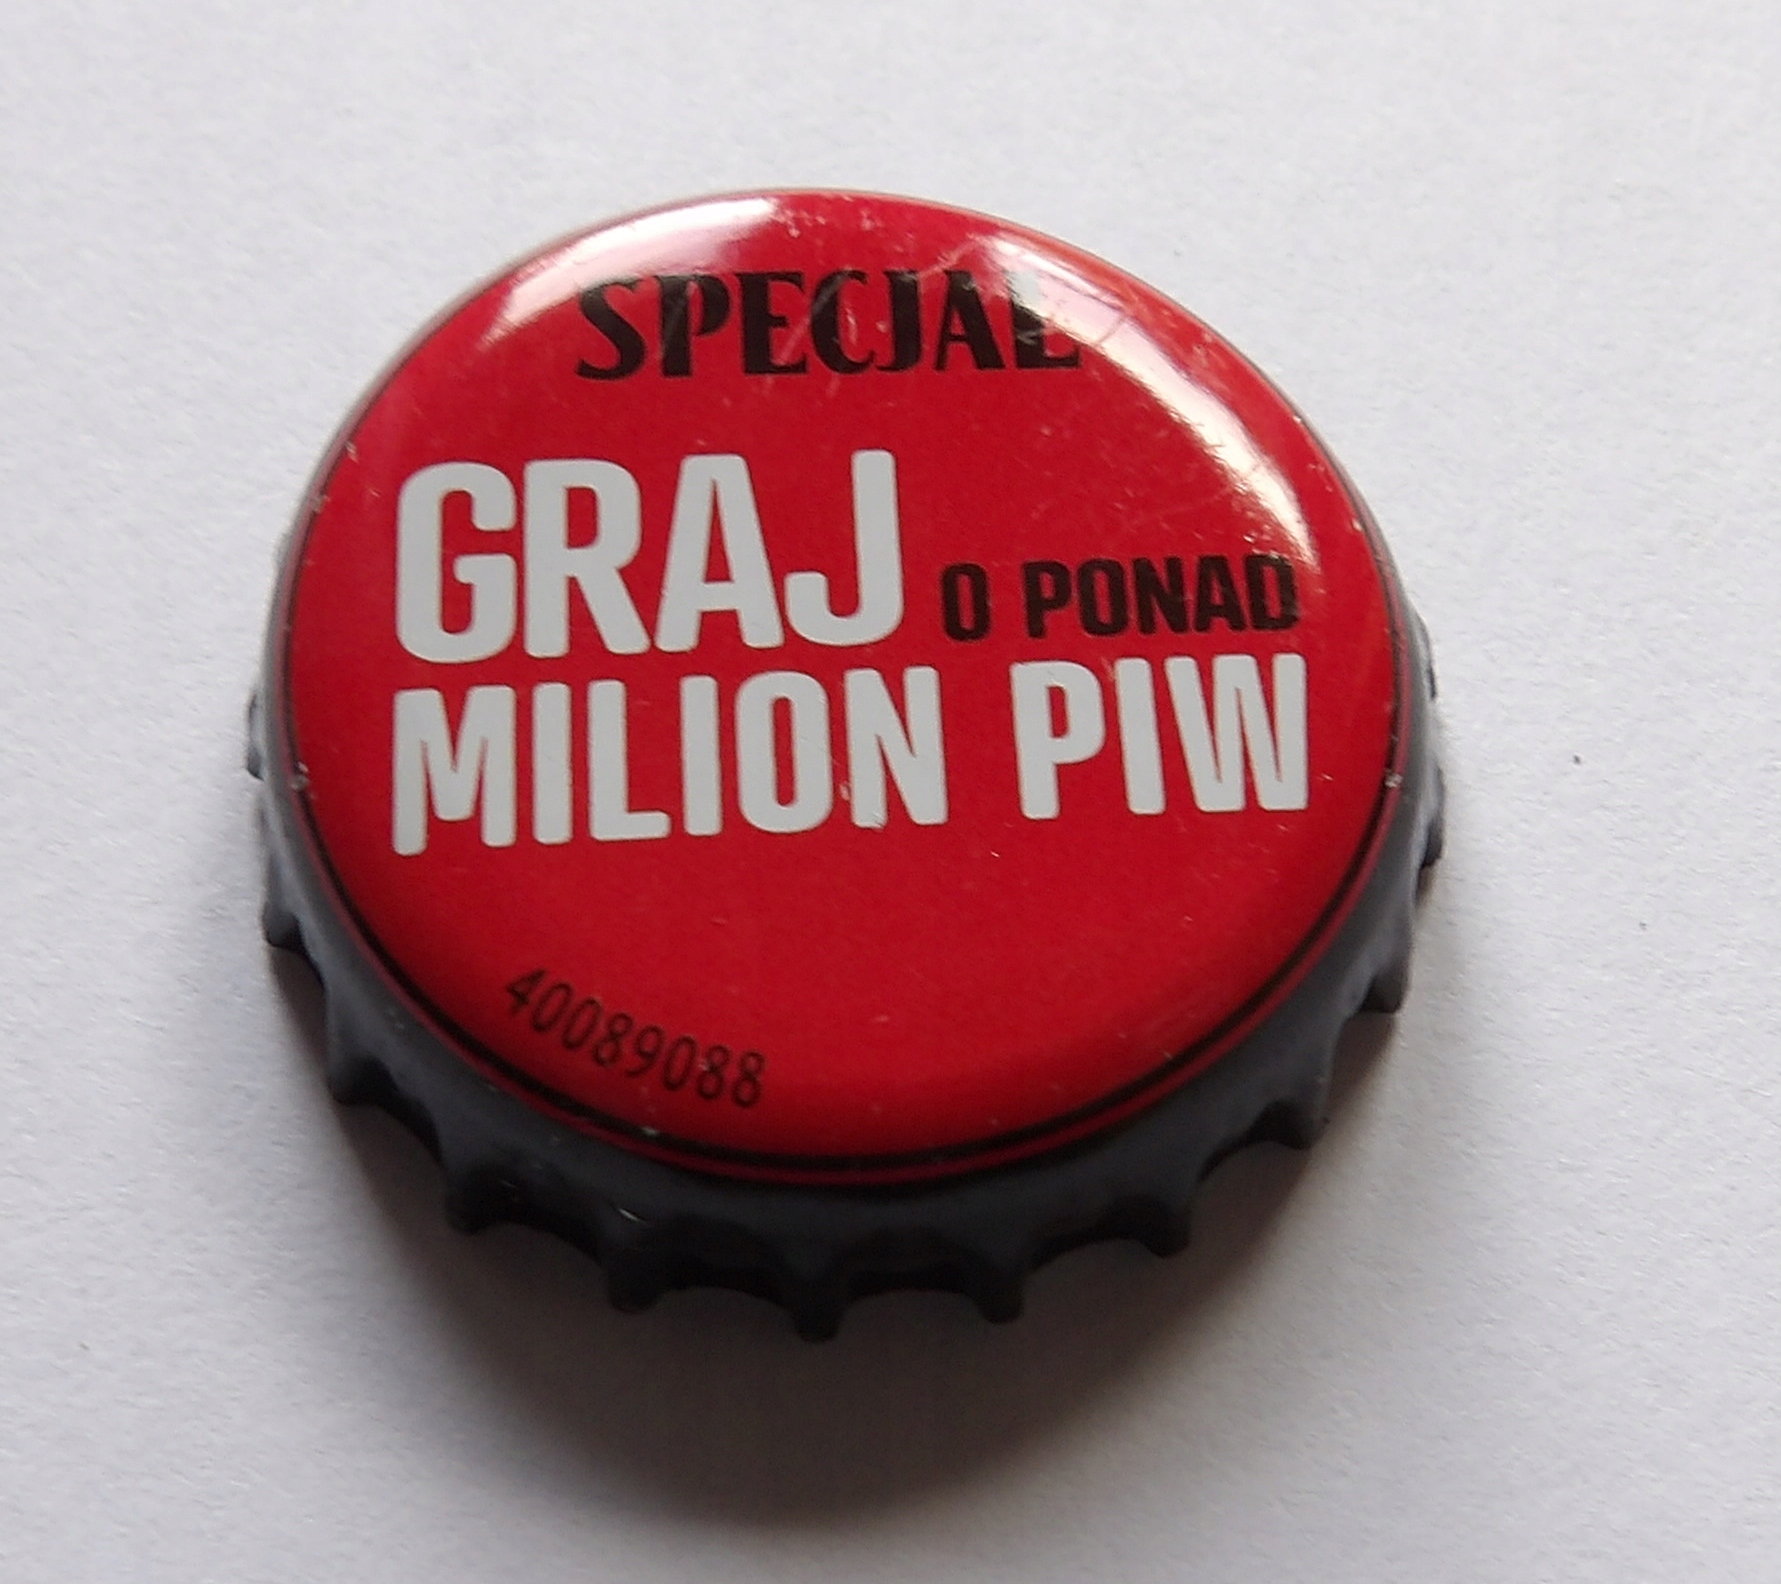 SPECJAL
GRAJ O PONAD
MILION PIW
40089088